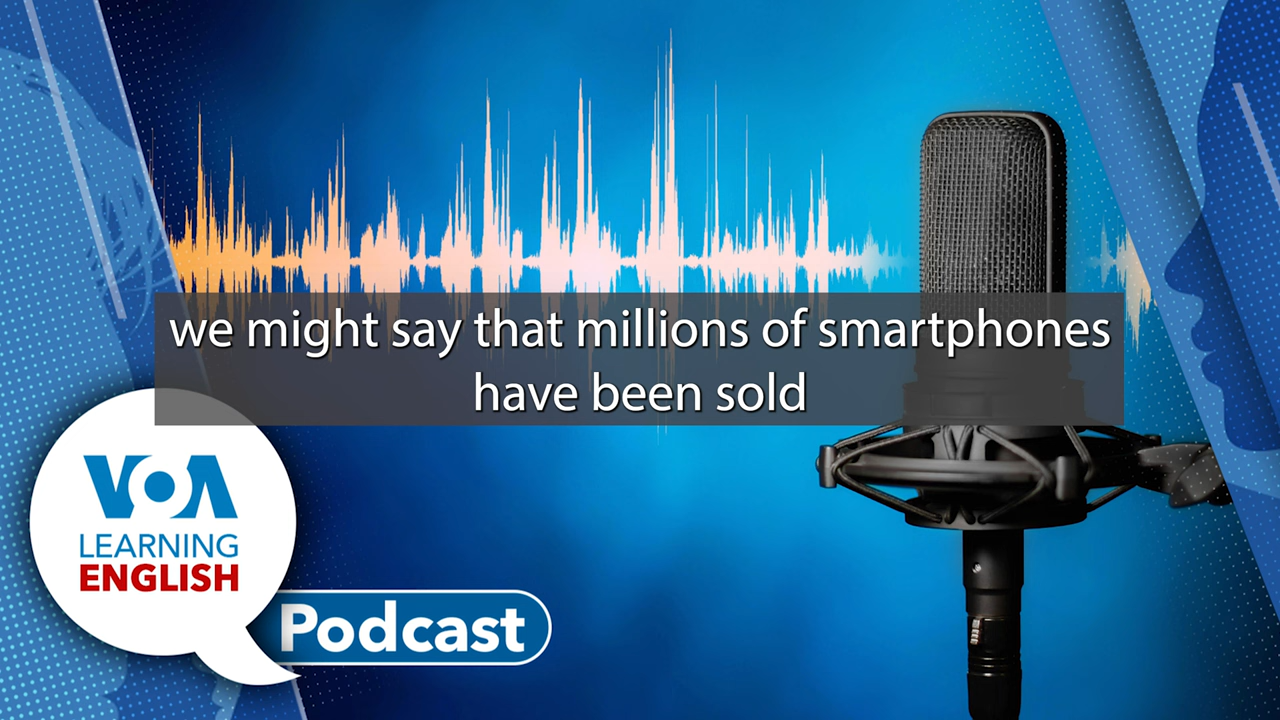 we might say that millions of smartphones
have been sold
VOA
LEARNING
ENGLISH
Podcast